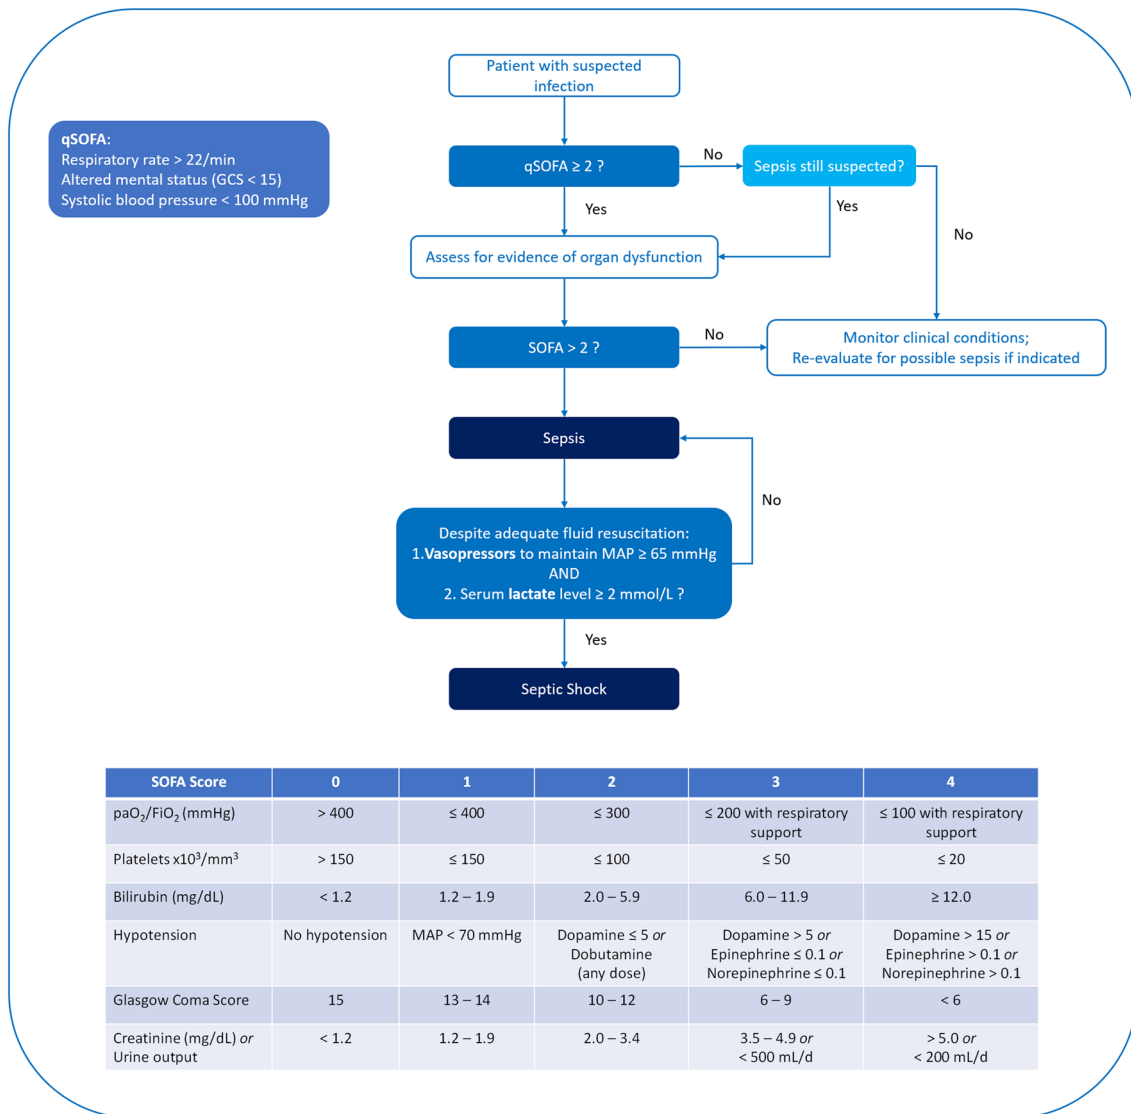 Patient with suspected
infection
qSOFA:
Respiratory rate > 22/min
Altered mental status (GCS < 15)
Systolic blood pressure < 100 mmHg
qSOFA ≥ 2 ?
No
Sepsis still suspected?
Yes
Yes
No
Assess for evidence of organ dysfunction
SOFA > 2 ?
No
Monitor clinical conditions;
Re-evaluate for possible sepsis if indicated
Sepsis
No
Despite adequate fluid resuscitation:
1.Vasopressors to maintain MAP ≥ 65 mmHg
AND
2. Serum lactate level ≥ 2 mmol/L ?
Yes
Septic Shock
SOFA Score 0 1 2 3 4
paO₂/FiO₂ (mmHg) > 400 ≤ 400 ≤ 300 ≤ 200 with respiratory support ≤ 100 with respiratory support
Platelets x10³/mm³ > 150 ≤ 150 ≤ 100 ≤ 50 ≤ 20
Bilirubin (mg/dL) < 1.2 1.2 – 1.9 2.0 – 5.9 6.0 – 11.9 ≥ 12.0
Hypotension No hypotension MAP < 70 mmHg Dopamine ≤ 5 or Dobutamine (any dose) Dopamine > 5 or Epinephrine ≤ 0.1 or Norepinephrine ≤ 0.1 Dopamine > 15 or Epinephrine > 0.1 or Norepinephrine > 0.1
Glasgow Coma Score 15 13 – 14 10 – 12 6 – 9 < 6
Creatinine (mg/dL) or Urine output < 1.2 1.2 – 1.9 2.0 – 3.4 3.5 – 4.9 or < 500 mL/d > 5.0 or < 200 mL/d